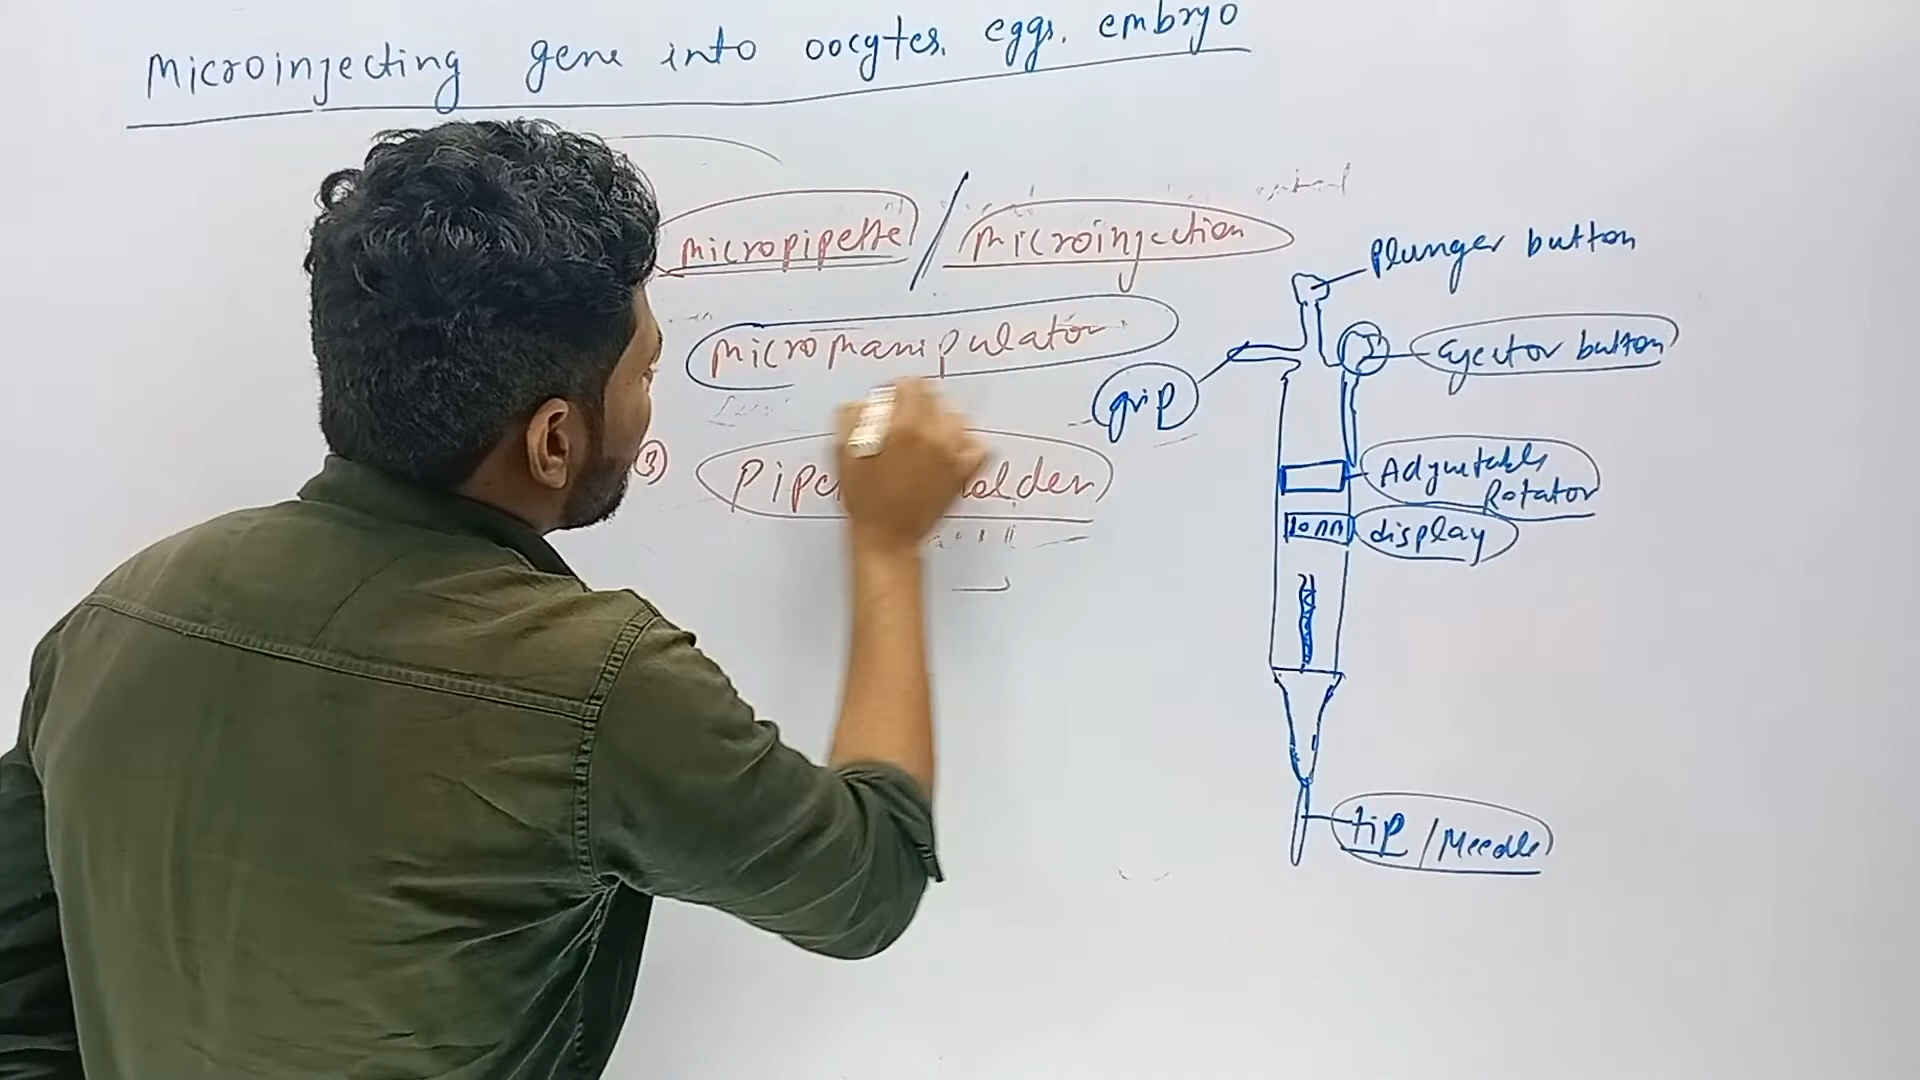 Microinjecting gene into oocytes, eggs, embryo
micropipette / Microinjection
Plunger button
Micromanipulator
Ejector button
grip
③
Adjustable
Rotator
display
tip / Needle